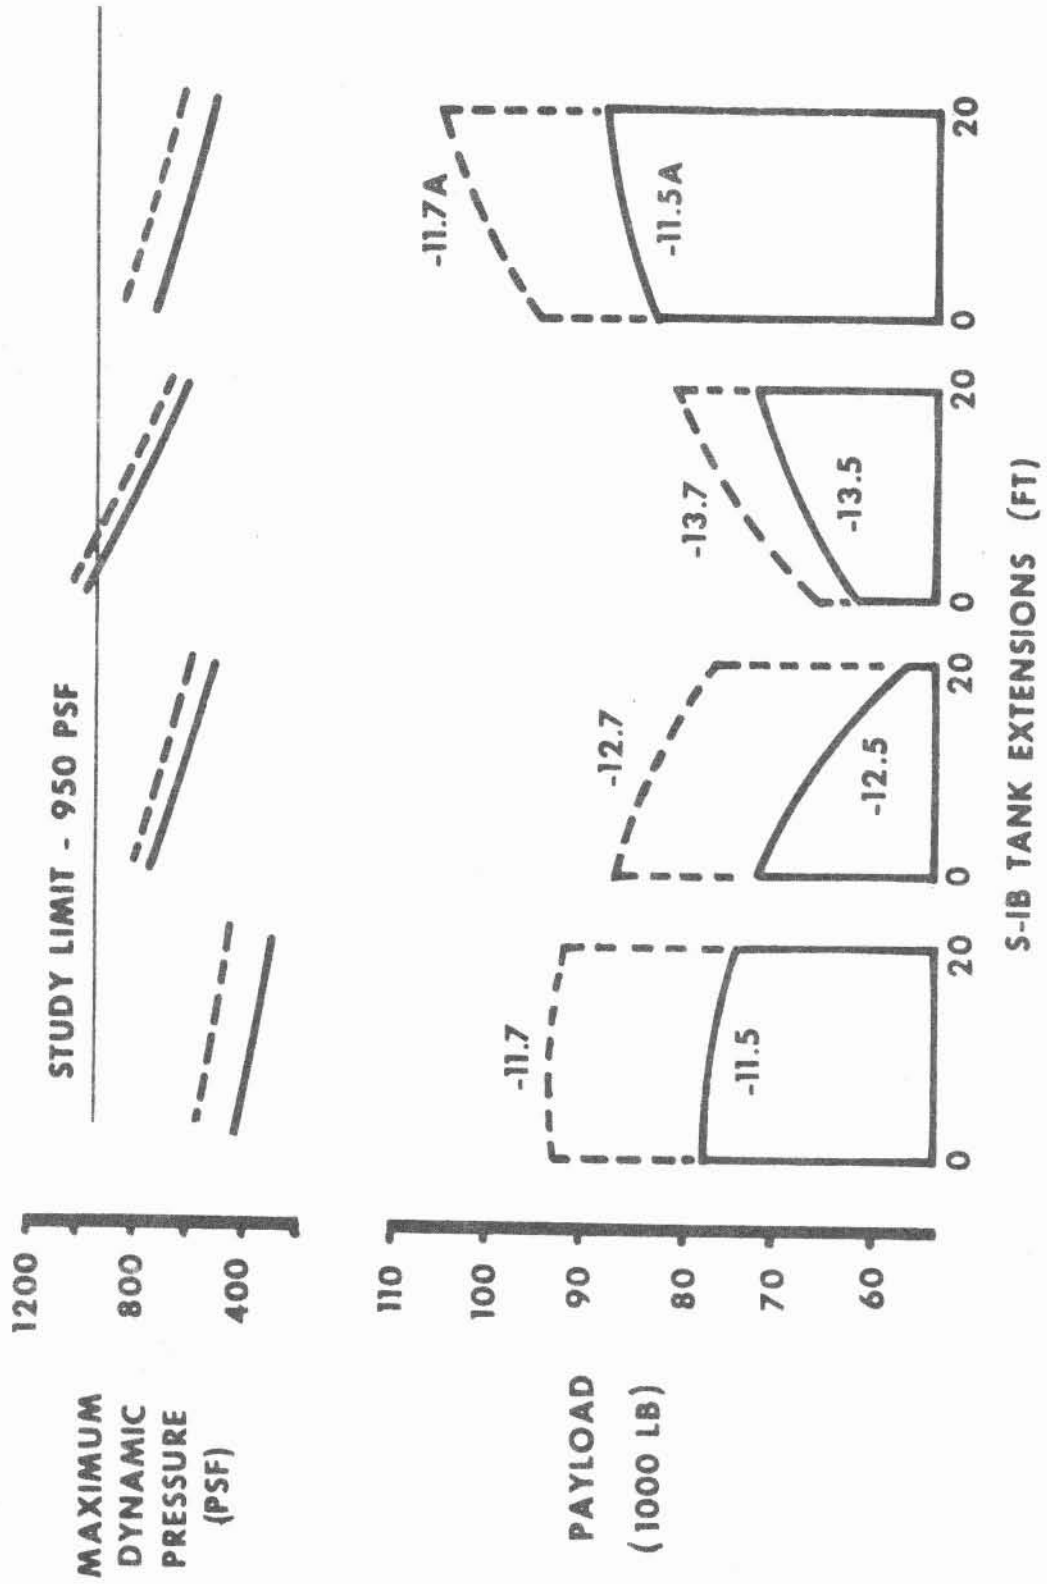 MAXIMUM
DYNAMIC
PRESSURE
(PSF)
1200
800
400
STUDY LIMIT - 950 PSF
PAYLOAD
(1000 LB)
110
100
90
80
70
60
-11.7
-11.5
-12.7
-12.5
-13.7
-13.5
-11.7A
-11.5A
0
20
0
20
0
20
0
20
S-IB TANK EXTENSIONS (FT)